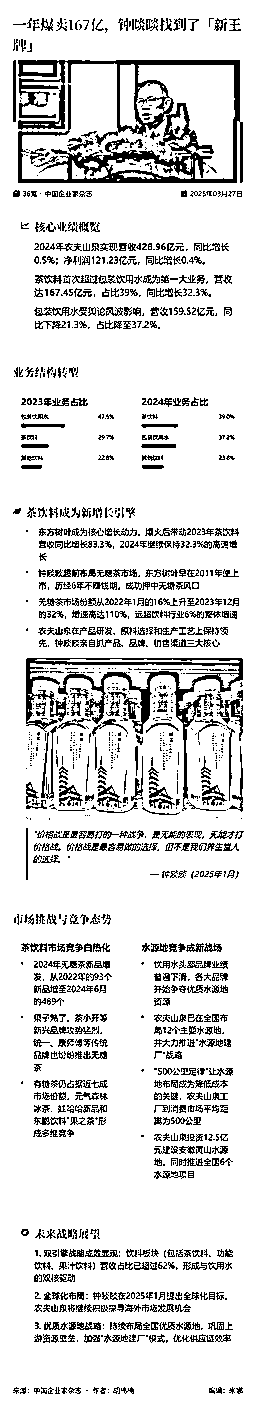 一年爆卖167亿，钟睒睒找到了「新王
牌」
中国企业家杂志
2025年03月27日
核心业绩概览
2024年农夫山泉实现营收428.96亿元，同比增长
0.5%；净利润121.23亿元，同比增长0.4%。
茶饮料首次超过包装饮用水成为第一大业务，营收
达167.45亿元，占比39%，同比增长32.3%。
包装饮用水受舆论风波影响，营收159.52亿元，同
比下降21.3%，占比降至37.2%。
业务结构转型
2023年业务占比
2024年业务占比
包装饮用水 47.5%
茶饮料 39.0%
茶饮料 29.7%
包装饮用水 37.2%
其他饮料 22.8%
其他饮料 23.8%
茶饮料成为新增长引擎
东方树叶成为核心增长动力，爆火后带动2023年茶饮料
营收同比增长83.3%，2024年继续保持32.3%的高速增
长
钟睒睒超前布局无糖茶市场，东方树叶早在2011年便上
市，历经6年不赚钱期，成功押中无糖茶风口
无糖茶市场份额从2022年1月的16%上升至2023年12月
的32%，增速高达110%，远超饮料行业6%的整体增速
农夫山泉在产品研发、原料选择和生产工艺上保持领
先，钟睒睒亲自抓产品、品牌、销售渠道三大核心
"价格战是最容易打的一种战争，是无能的表现，无能才打
价格战。价格战是最容易做的选择，但不是我们养生堂人
的选择。"
— 钟睒睒（2025年1月）
市场挑战与竞争态势
茶饮料市场竞争白热化
2024年无糖茶新品爆
发，从2022年的93个
新品增至2024年6月
的469个
果子熟了、茶小开等
新兴品牌攻势猛烈，
统一、康师傅等传统
品牌也纷纷推出无糖
茶
有糖茶仍占据近七成
市场份额，元气森林
冰茶、娃哈哈新品和
东鹏饮料"果之茶"形
成多维竞争
水源地竞争成新战场
饮用水头部品牌业绩
普遍下滑，各大品牌
开始争夺优质水源地
资源
农夫山泉已在全国布
局12个主要水源地，
并大力推进"水源地建
厂"战略
"500公里定律"让水源
地布局成为降低成本
的关键，农夫山泉工
厂到消费市场平均距
离为500公里
农夫山泉投资12.5亿
元建设安徽黄山水源
地，同时推进全国6个
水源地项目
未来战略展望
1. 双引擎战略成效显现：饮料板块（包括茶饮料、功能
饮料、果汁饮料）营收占比已超过62%，形成与饮用水
的双核驱动
2. 全球化布局：钟睒睒在2025年1月提出全球化目标，
农夫山泉将继续积极探寻海外市场发展机会
3. 优质水源地战略：持续布局全国优质水源地，巩固上
游资源壁垒，加强"水源地建厂"模式，优化供应链效率
来源：中国企业家杂志 · 作者：
编辑：